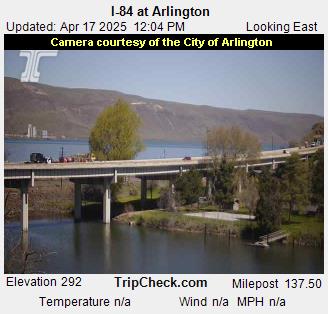 I-84 at Arlington
Updated: Apr 17 2025 12:04 PM Looking East
Camera courtesy of the City of Arlington
Elevation 292 TripCheck.com Milepost 137.50
Temperature n/a Wind n/a MPH n/a